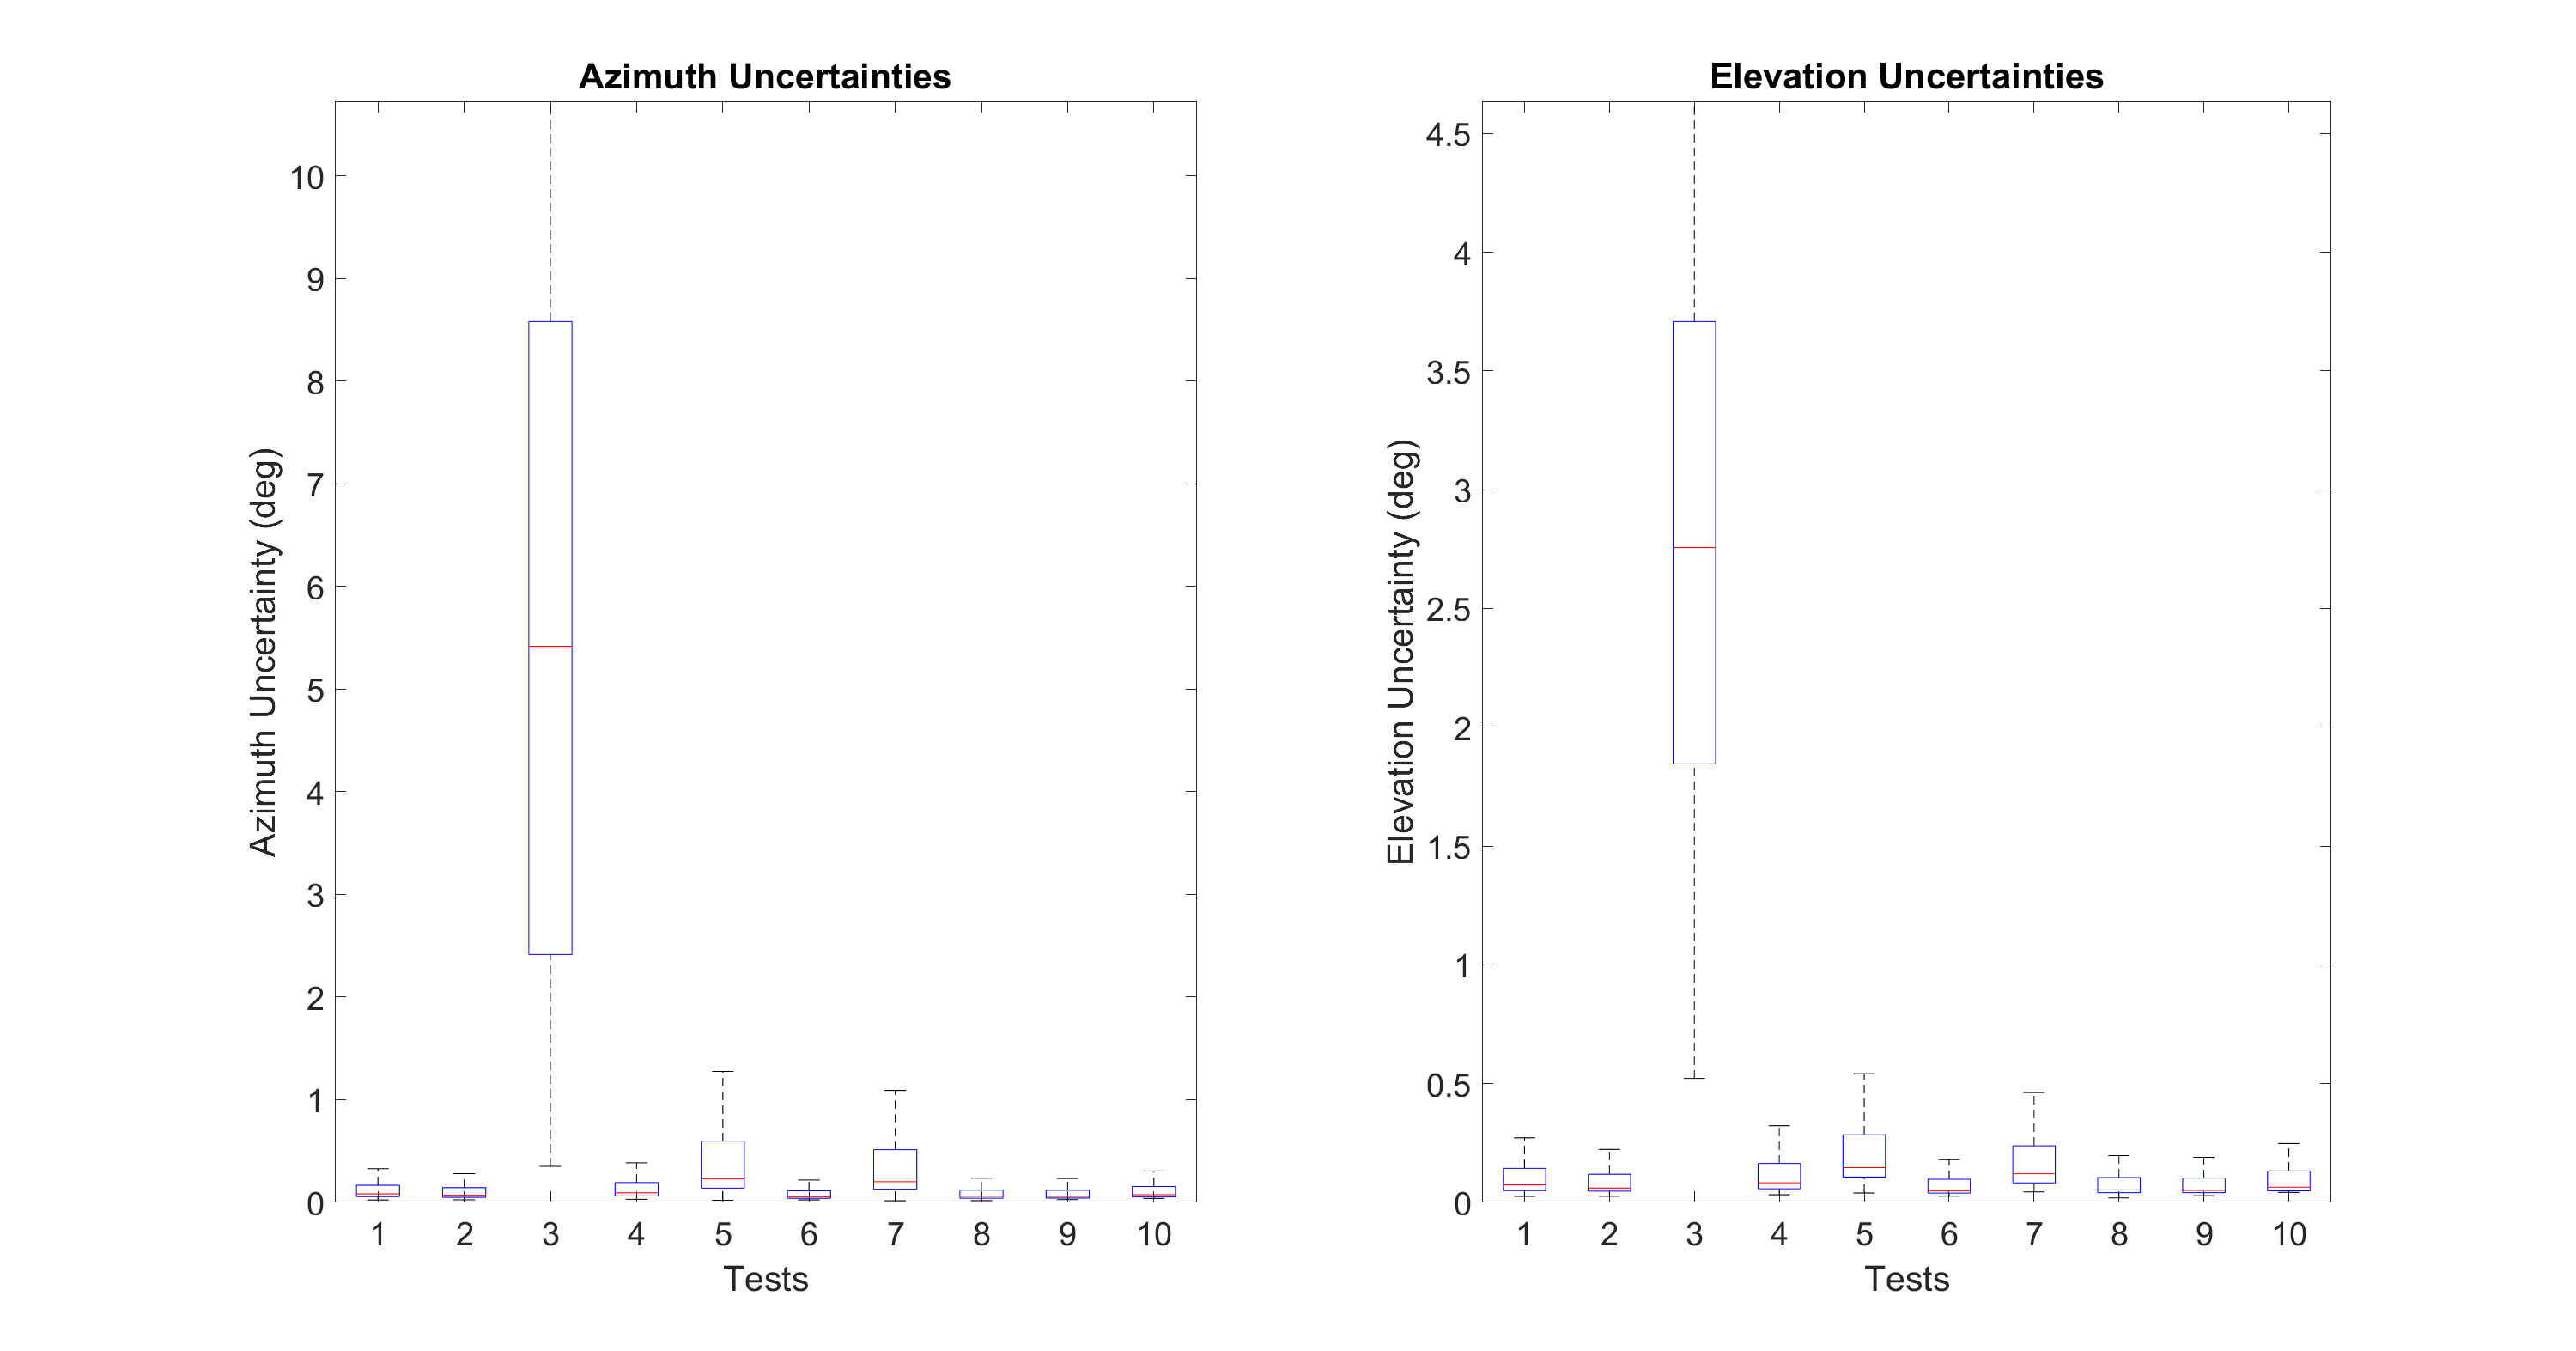 Azimuth Uncertainties
Azimuth Uncertainty (deg)
10
9
8
7
6
5
4
3
2
1
0
1 2 3 4 5 6 7 8 9 10
Tests
Elevation Uncertainties
Elevation Uncertainty (deg)
4.5
4
3.5
3
2.5
2
1.5
1
0.5
0
1 2 3 4 5 6 7 8 9 10
Tests